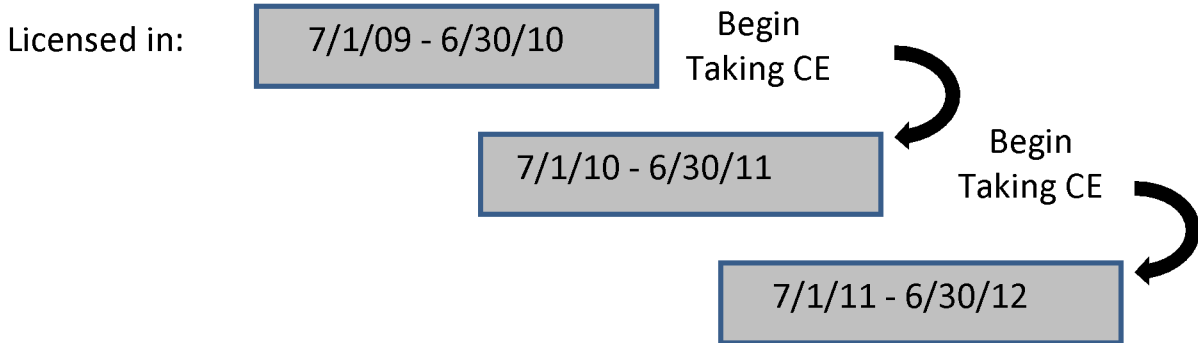 Licensed in:
7/1/09 - 6/30/10
Begin
Taking CE
7/1/10 - 6/30/11
Begin
Taking CE
7/1/11 - 6/30/12